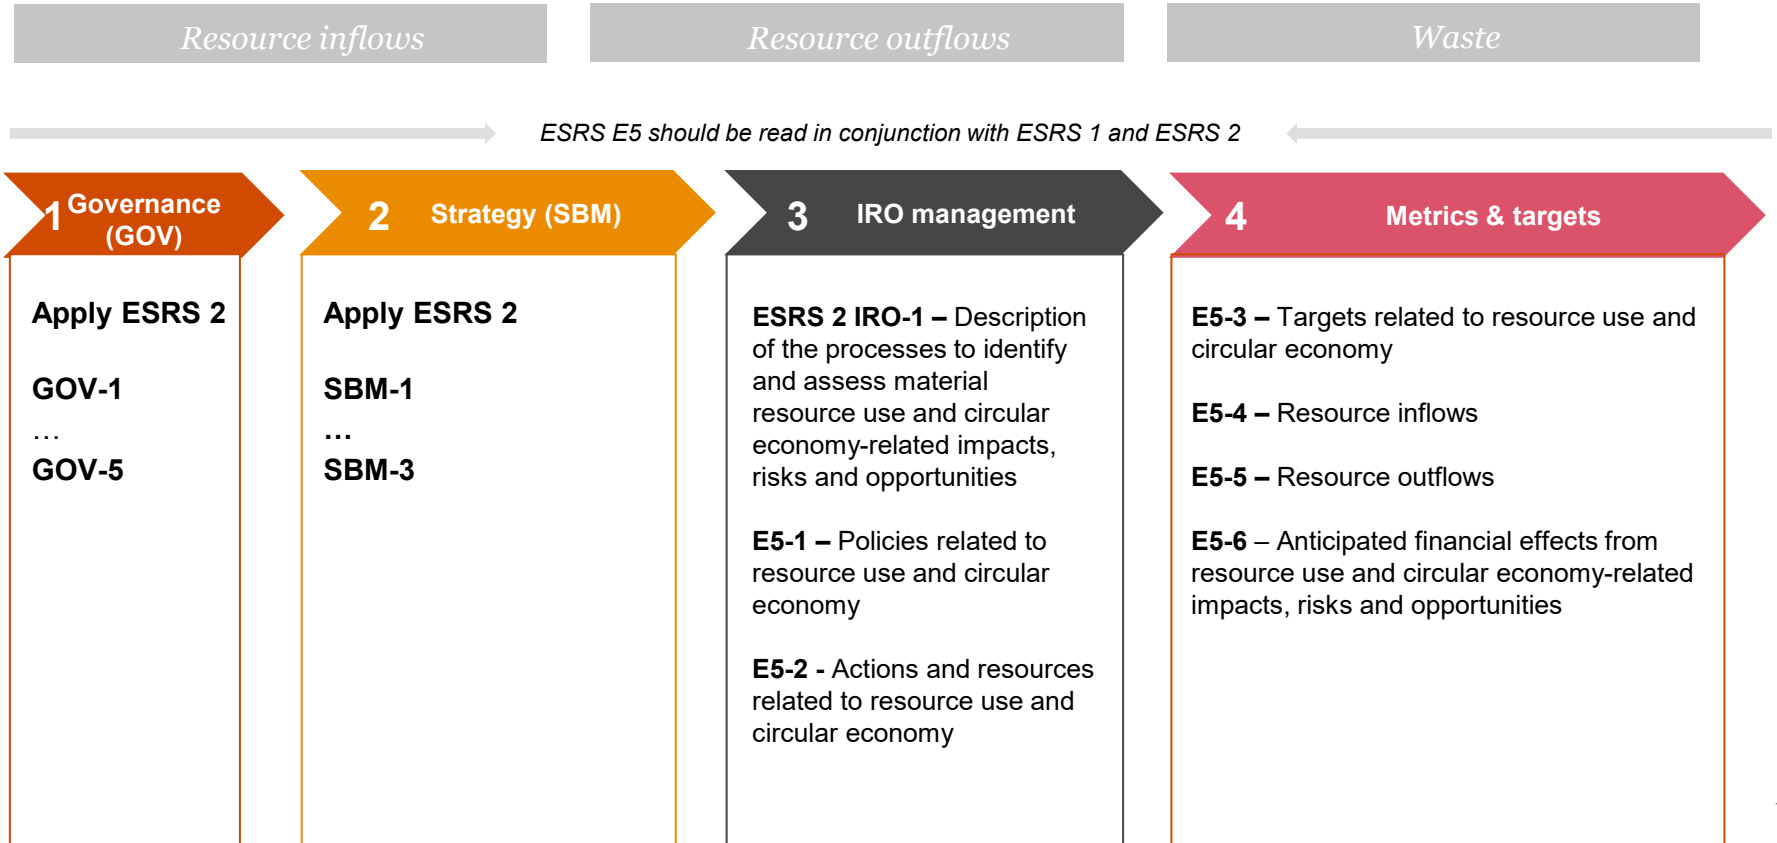 Resource inflows
Resource outflows
Waste
ESRS E5 should be read in conjunction with ESRS 1 and ESRS 2
1 Governance
(GOV)
2 Strategy (SBM)
3 IRO management
4 Metrics & targets
Apply ESRS 2
GOV-1
…
GOV-5
Apply ESRS 2
SBM-1
…
SBM-3
ESRS 2 IRO-1 – Description
of the processes to identify
and assess material
resource use and circular
economy-related impacts,
risks and opportunities
E5-1 – Policies related to
resource use and circular
economy
E5-2 - Actions and resources
related to resource use and
circular economy
E5-3 – Targets related to resource use and
circular economy
E5-4 – Resource inflows
E5-5 – Resource outflows
E5-6 – Anticipated financial effects from
resource use and circular economy-related
impacts, risks and opportunities